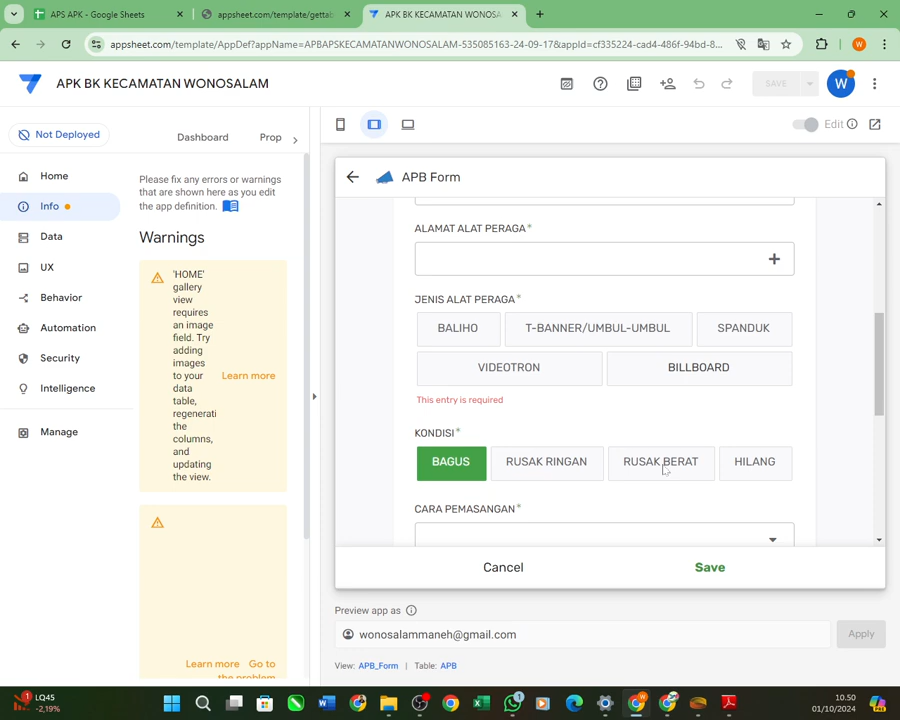 APS APK - Google Sheets
appsheet.com/template/gettab
APK BK KECAMATAN WONOSA
appsheet.com/template/AppDef?appName=APBAPSKECAMATANWONOSALAM-535085163-24-09-17&appId=cf335224-cad4-486f-94bd-8...
W
APK BK KECAMATAN WONOSALAM
SAVE
W
Not Deployed
Dashboard
Prop
Edit
Home
Info
Data
UX
Behavior
Automation
Security
Intelligence
Manage
Please fix any errors or warnings
that are shown here as you edit
the app definition.
Warnings
'HOME'
gallery
view
requires
an image
field. Try
adding
images
to your
data
table,
regenerati
the
columns,
and
updating
the view.
Learn more
Learn more Go to
the problem
APB Form
ALAMAT ALAT PERAGA*
JENIS ALAT PERAGA*
BALIHO
T-BANNER/UMBUL-UMBUL
SPANDUK
VIDEOTRON
BILLBOARD
This entry is required
KONDISI*
BAGUS
RUSAK RINGAN
RUSAK BERAT
HILANG
CARA PEMASANGAN*
Cancel
Save
Preview app as
wonosalammaneh@gmail.com
Apply
View: APB_Form | Table: APB
LQ45
-2,19%
10.50
01/10/2024